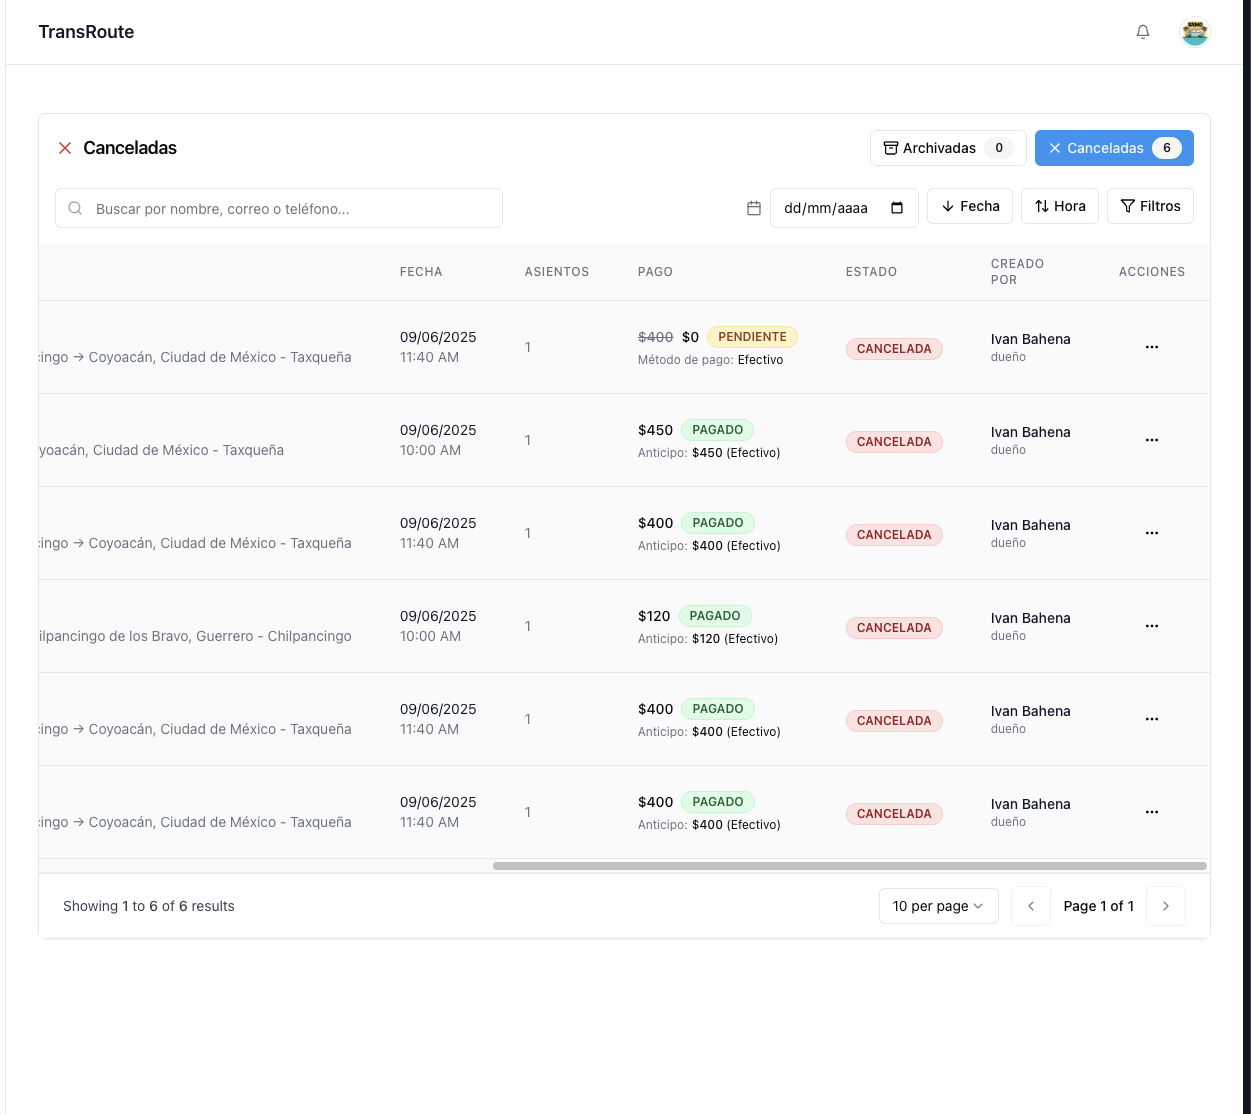 TransRoute
Canceladas
Archivadas 0
Canceladas 6
Buscar por nombre, correo o teléfono...
dd/mm/aaaa
Fecha
Hora
Filtros
FECHA ASIENTOS PAGO ESTADO CREADO POR ACCIONES
→ Coyoacán, Ciudad de México - Taxqueña
09/06/2025
11:40 AM
1
$400 $0 PENDIENTE
Método de pago: Efectivo
CANCELADA
Ivan Bahena
dueño
Ciudad de México - Taxqueña
09/06/2025
10:00 AM
1
$450 PAGADO
Anticipo: $450 (Efectivo)
CANCELADA
Ivan Bahena
dueño
→ Coyoacán, Ciudad de México - Taxqueña
09/06/2025
11:40 AM
1
$400 PAGADO
Anticipo: $400 (Efectivo)
CANCELADA
Ivan Bahena
dueño
de los Bravo, Guerrero - Chilpancingo
09/06/2025
10:00 AM
1
$120 PAGADO
Anticipo: $120 (Efectivo)
CANCELADA
Ivan Bahena
dueño
→ Coyoacán, Ciudad de México - Taxqueña
09/06/2025
11:40 AM
1
$400 PAGADO
Anticipo: $400 (Efectivo)
CANCELADA
Ivan Bahena
dueño
→ Coyoacán, Ciudad de México - Taxqueña
09/06/2025
11:40 AM
1
$400 PAGADO
Anticipo: $400 (Efectivo)
CANCELADA
Ivan Bahena
dueño
Showing 1 to 6 of 6 results
10 per page
Page 1 of 1